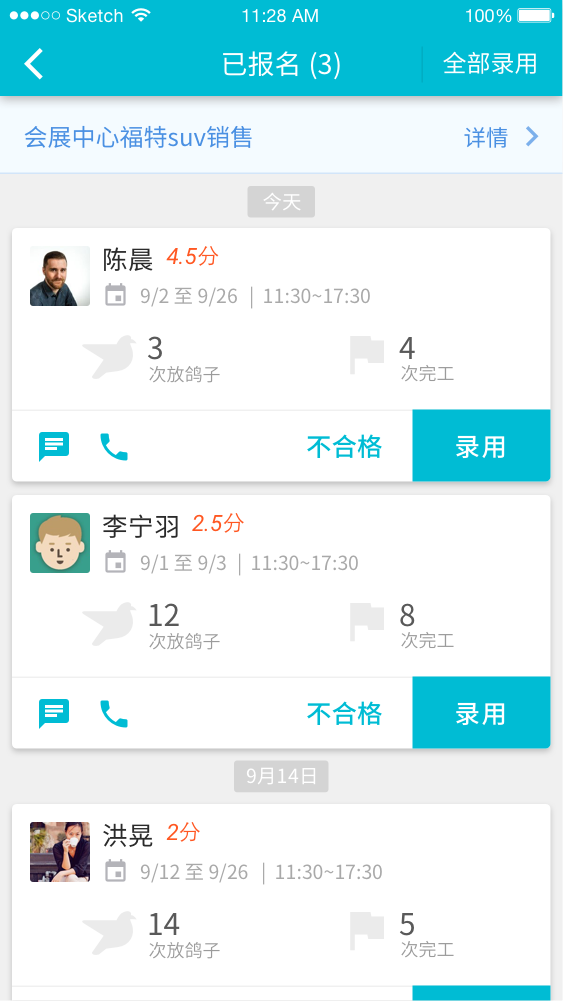 Sketch 11:28 AM 100%
已报名 (3) 全部录用
会展中心福特suv销售 详情
今天
陈晨 4.5分
9/2 至 9/26 | 11:30~17:30
3 4
次放鸽子 次完工
不合格 录用
李宁羽 2.5分
9/1 至 9/3 | 11:30~17:30
12 8
次放鸽子 次完工
不合格 录用
9月14日
洪晃 2分
9/12 至 9/26 | 11:30~17:30
14 5
次放鸽子 次完工